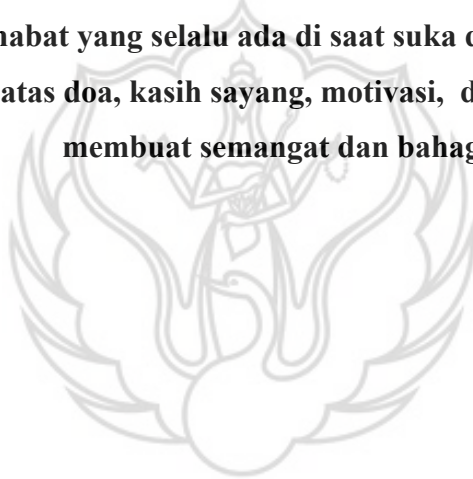 habat yang selalu ada di saat suka
atas doa, kasih sayang, motivasi,
membuat semangat dan bahag